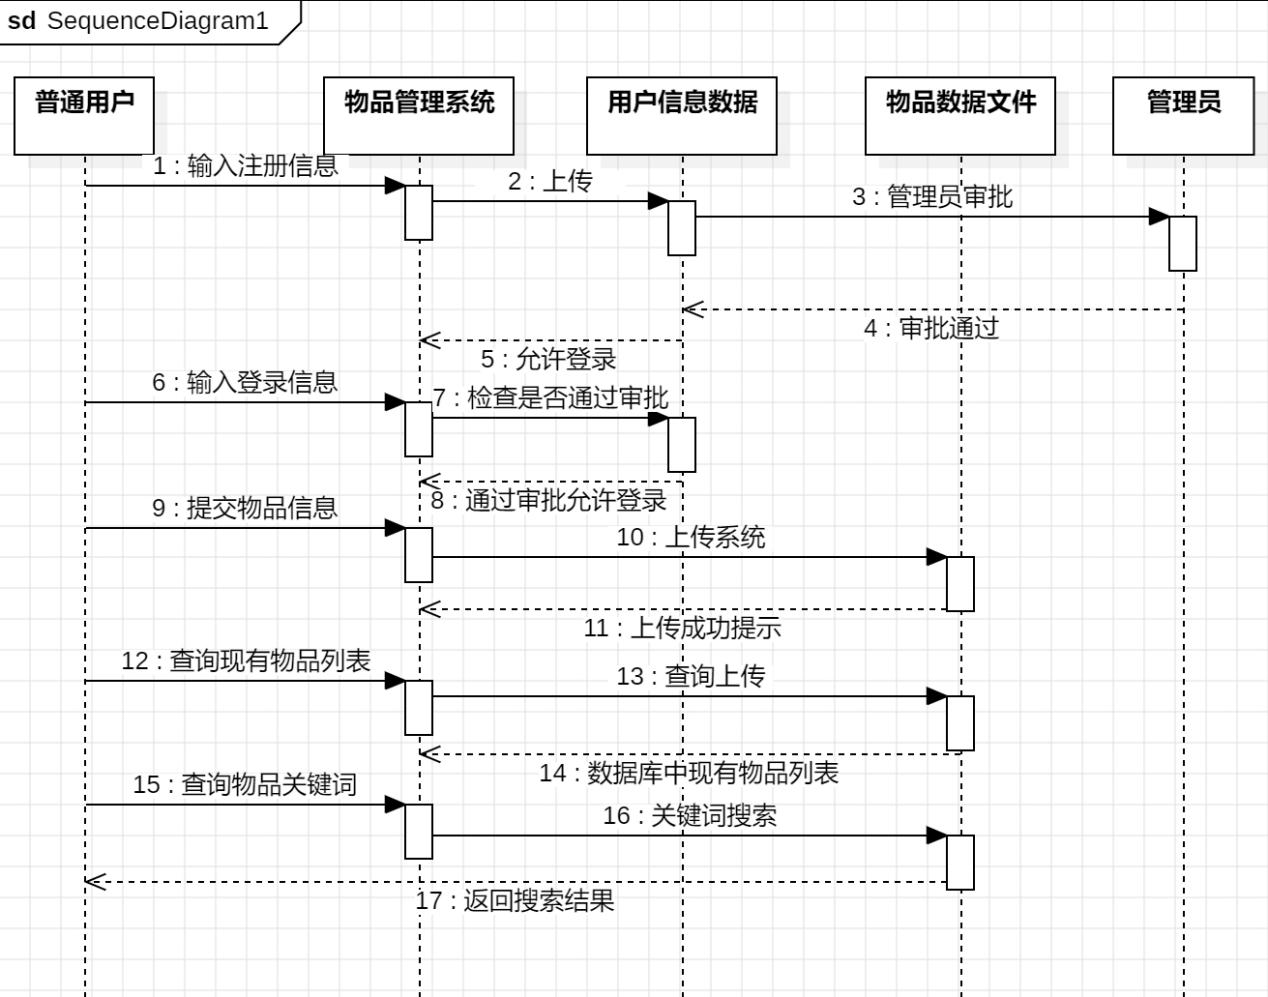 sd SequenceDiagram1
普通用户
物品管理系统
用户信息数据
物品数据文件
管理员
1 : 输入注册信息
2 : 上传
3 : 管理员审批
4 : 审批通过
5 : 允许登录
6 : 输入登录信息
7 : 检查是否通过审批
8 : 通过审批允许登录
9 : 提交物品信息
10 : 上传系统
11 : 上传成功提示
12 : 查询现有物品列表
13 : 查询上传
14 : 数据库中现有物品列表
15 : 查询物品关键词
16 : 关键词搜索
17 : 返回搜索结果